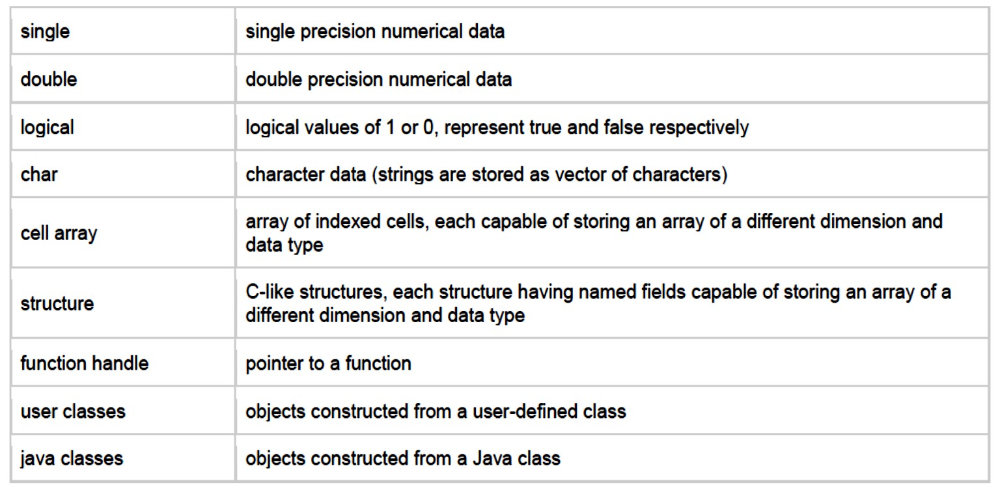 single
single precision numerical data
double
double precision numerical data
logical
logical values of 1 or 0, represent true and false respectively
char
character data (strings are stored as vector of characters)
cell array
array of indexed cells, each capable of storing an array of a different dimension and
data type
structure
C-like structures, each structure having named fields capable of storing an array of a
different dimension and data type
function handle
pointer to a function
user classes
objects constructed from a user-defined class
java classes
objects constructed from a Java class